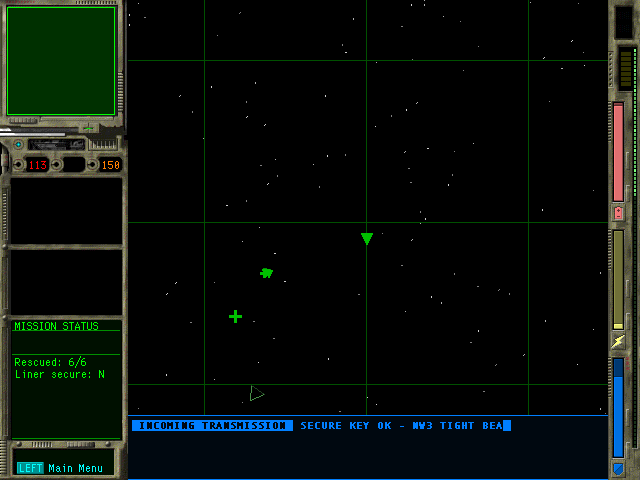 113 150
MISSION STATUS
Rescued: 6/6
Liner secure: N
INCOMING TRANSMISSION SECURE KEY OK - NW3 TIGHT BEA
LEFT Main Menu